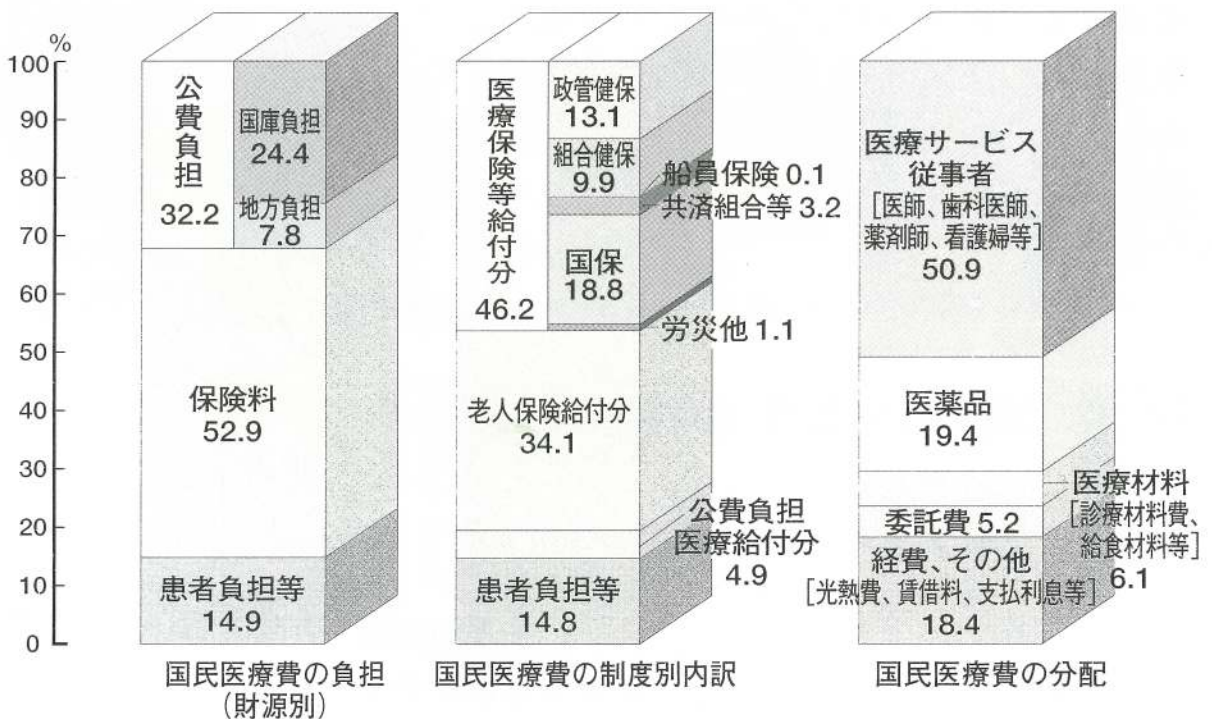 %
100
90
80
70
60
50
40
30
20
10
0
公費負担
32.2
国庫負担
24.4
地方負担
7.8
保険料
52.9
患者負担等
14.9
国民医療費の負担
(財源別)
医療保険等給付分
46.2
政管健保
13.1
組合健保
9.9
船員保険 0.1
共済組合等 3.2
国保
18.8
労災他 1.1
老人保険給付分
34.1
公費負担
医療給付分
4.9
患者負担等
14.8
国民医療費の制度別内訳
医療サービス
従事者
[医師、歯科医師、
薬剤師、看護婦等]
50.9
医薬品
19.4
医療材料
[診療材料費、
給食材料等]
6.1
委託費 5.2
経費、その他
[光熱費、賃借料、支払利息等]
18.4
国民医療費の分配